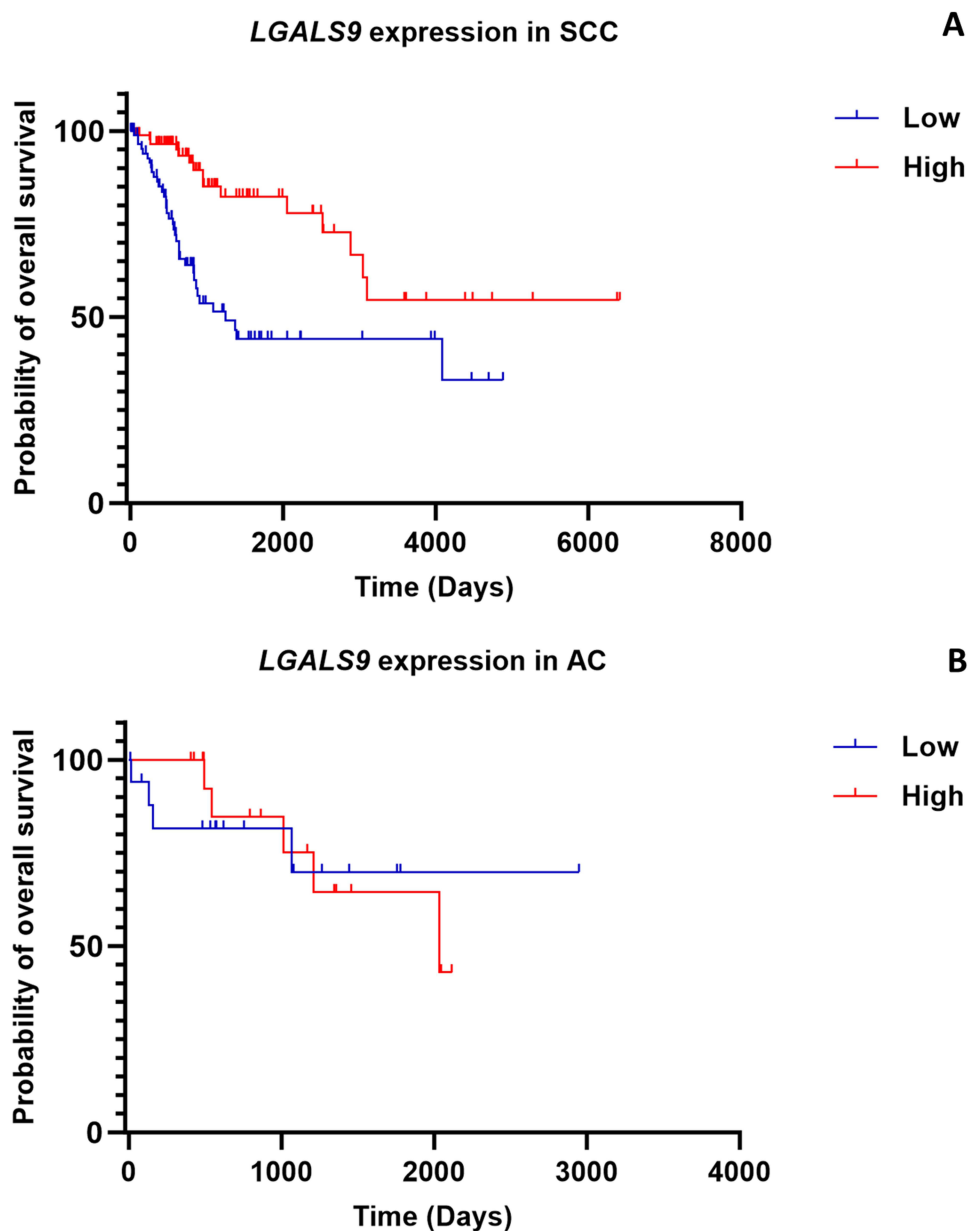 LGALS9 expression in SCC
A
Low
High
Probability of overall survival
100
50
0
0 2000 4000 6000 8000
Time (Days)
LGALS9 expression in AC
B
Low
High
Probability of overall survival
100
50
0
0 1000 2000 3000 4000
Time (Days)